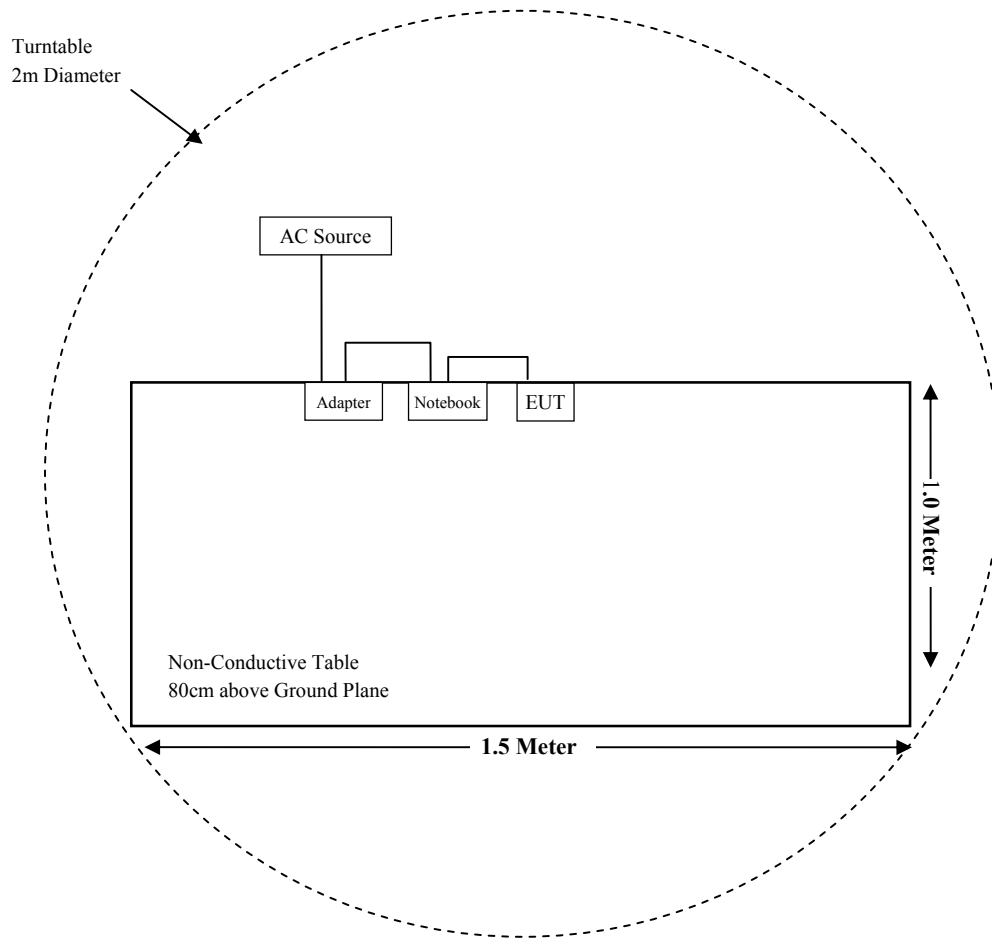 Turntable
2m Diameter
AC Source
Adapter
Notebook
EUT
1.0 Meter
Non-Conductive Table
80cm above Ground Plane
1.5 Meter